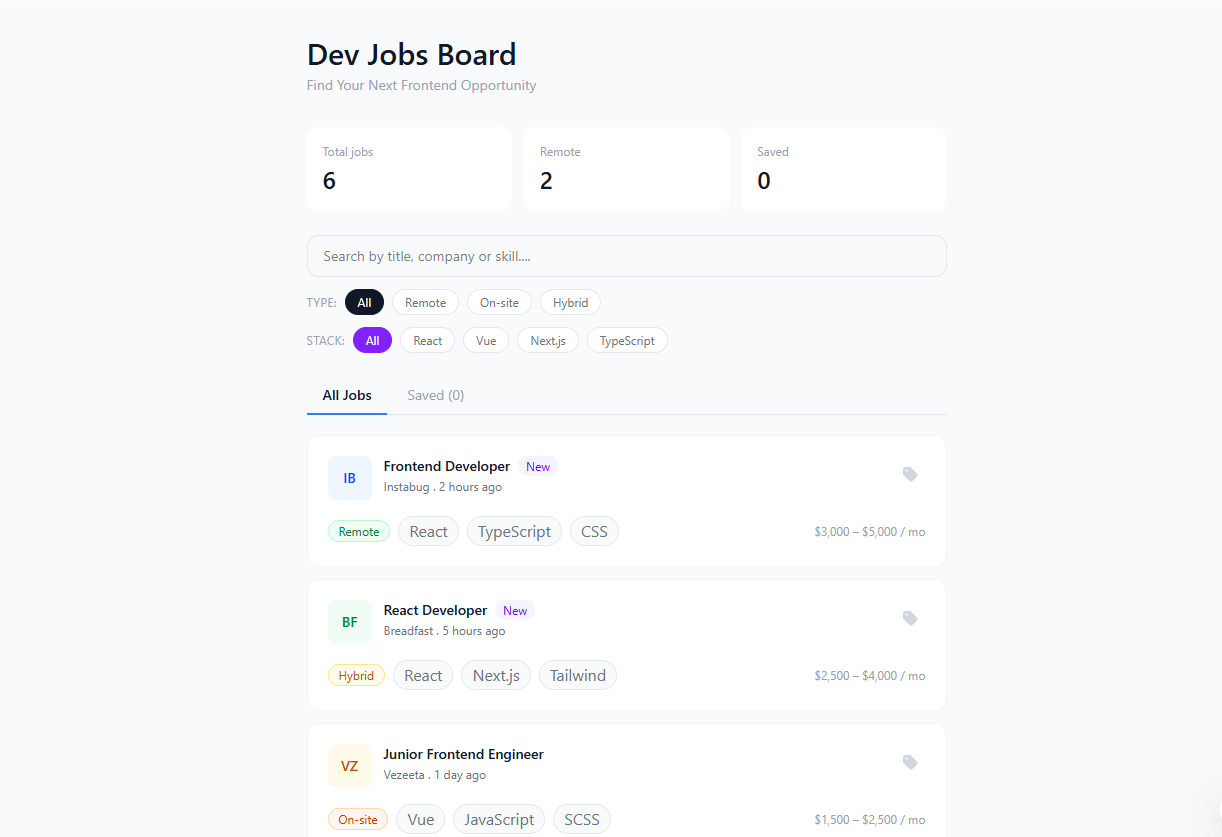 Dev Jobs Board
Find Your Next Frontend Opportunity
Total jobs
6
Remote
2
Saved
0
Search by title, company or skill....
TYPE: All Remote On-site Hybrid
STACK: All React Vue Next.js TypeScript
All Jobs Saved (0)
IB
Frontend Developer New
Instabug . 2 hours ago
Remote React TypeScript CSS $3,000 – $5,000 / mo
BF
React Developer New
Breadfast . 5 hours ago
Hybrid React Next.js Tailwind $2,500 – $4,000 / mo
VZ
Junior Frontend Engineer
Vezeeta . 1 day ago
On-site Vue JavaScript SCSS $1,500 – $2,500 / mo